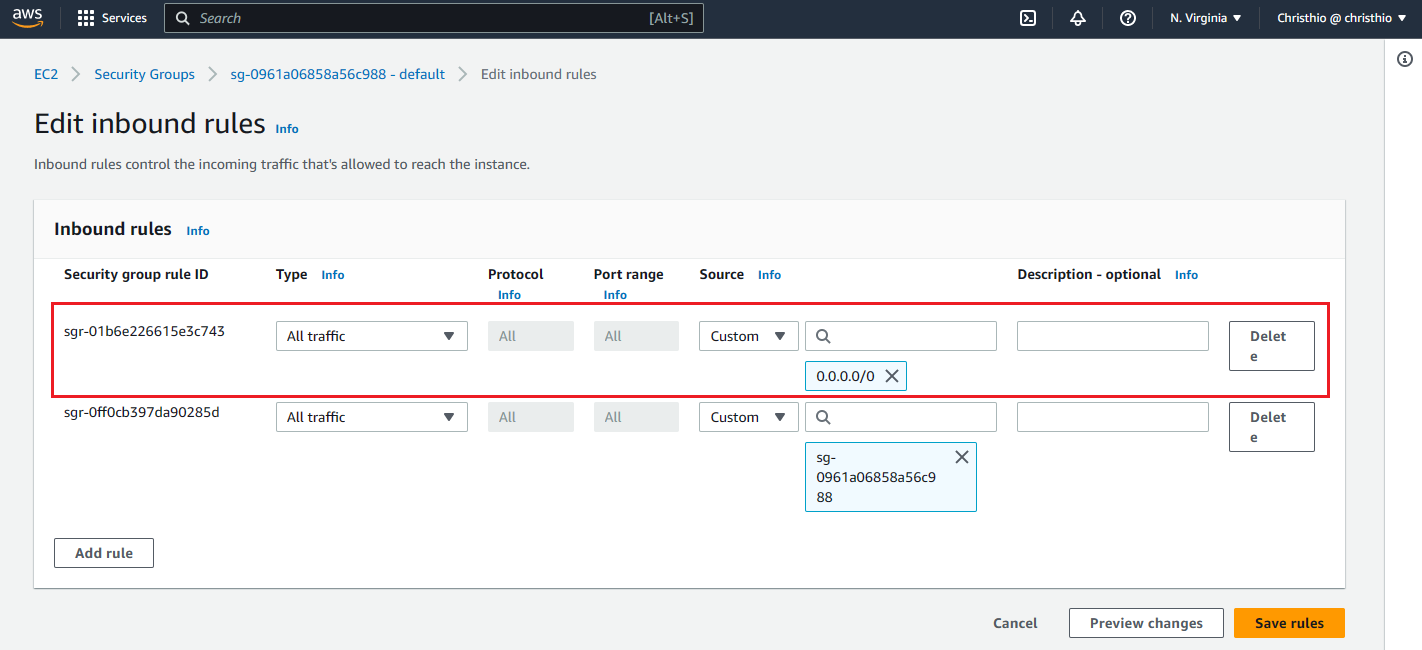 aws Services Search [Alt+S] N. Virginia Christhio @ christhio
EC2 Security Groups sg-0961a06858a56c988 - default Edit inbound rules
Edit inbound rules Info
Inbound rules control the incoming traffic that's allowed to reach the instance.
Inbound rules Info
Security group rule ID Type Info Protocol Info Port range Info Source Info Description - optional Info
sgr-01b6e226615e3c743 All traffic All All Custom Delet
e
0.0.0.0/0
sgr-0ff0cb397da90285d All traffic All All Custom Delet
e
sg-
0961a06858a56c9
88
Add rule
Cancel Preview changes Save rules